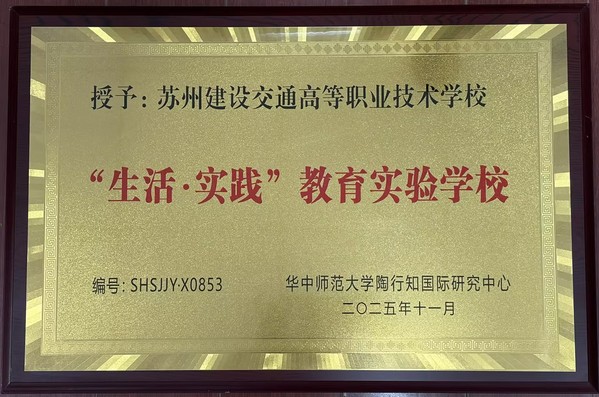 授予：苏州建设交通高等职业技术学校
“生活·实践”教育实验学校
编号：SHSJJY·X0853
华中师范大学陶行知国际研究中心
二〇二五年十一月